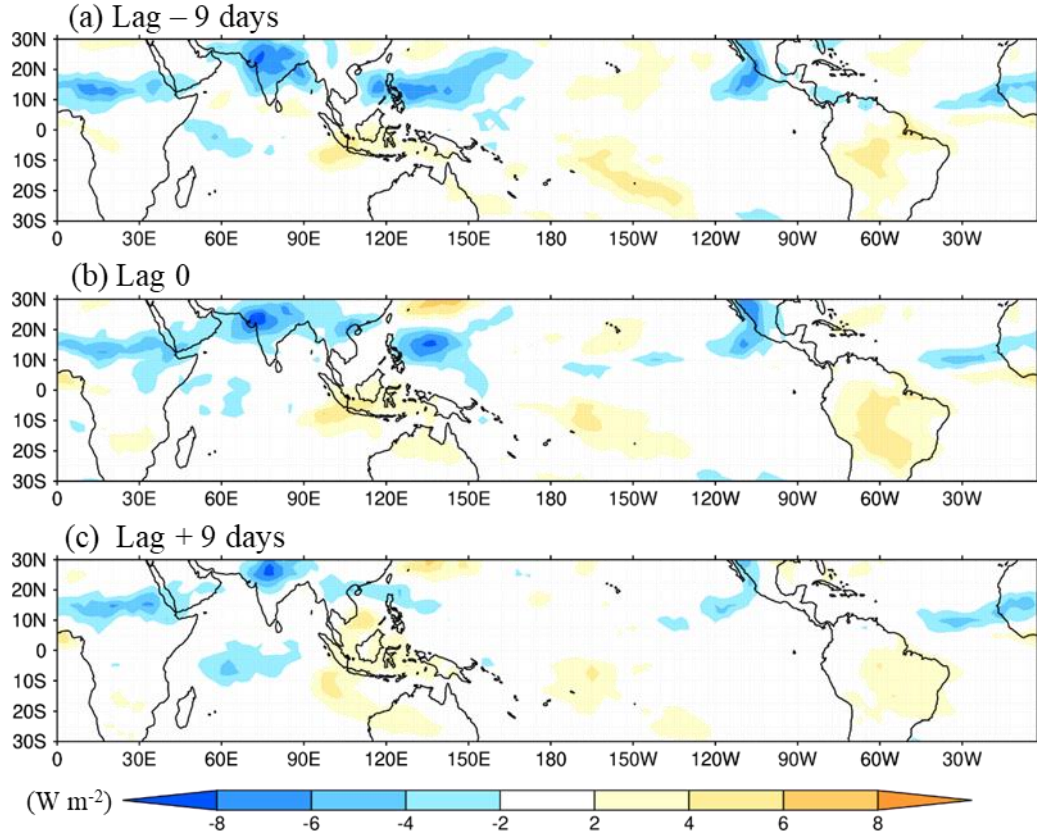 (a) Lag – 9 days
30N
20N
10N
0
10S
20S
30S
0 30E 60E 90E 120E 150E 180 150W 120W 90W 60W 30W
(b) Lag 0
30N
20N
10N
0
10S
20S
30S
0 30E 60E 90E 120E 150E 180 150W 120W 90W 60W 30W
(c) Lag + 9 days
30N
20N
10N
0
10S
20S
30S
0 30E 60E 90E 120E 150E 180 150W 120W 90W 60W 30W
(W m⁻²)
-8 -6 -4 -2 2 4 6 8